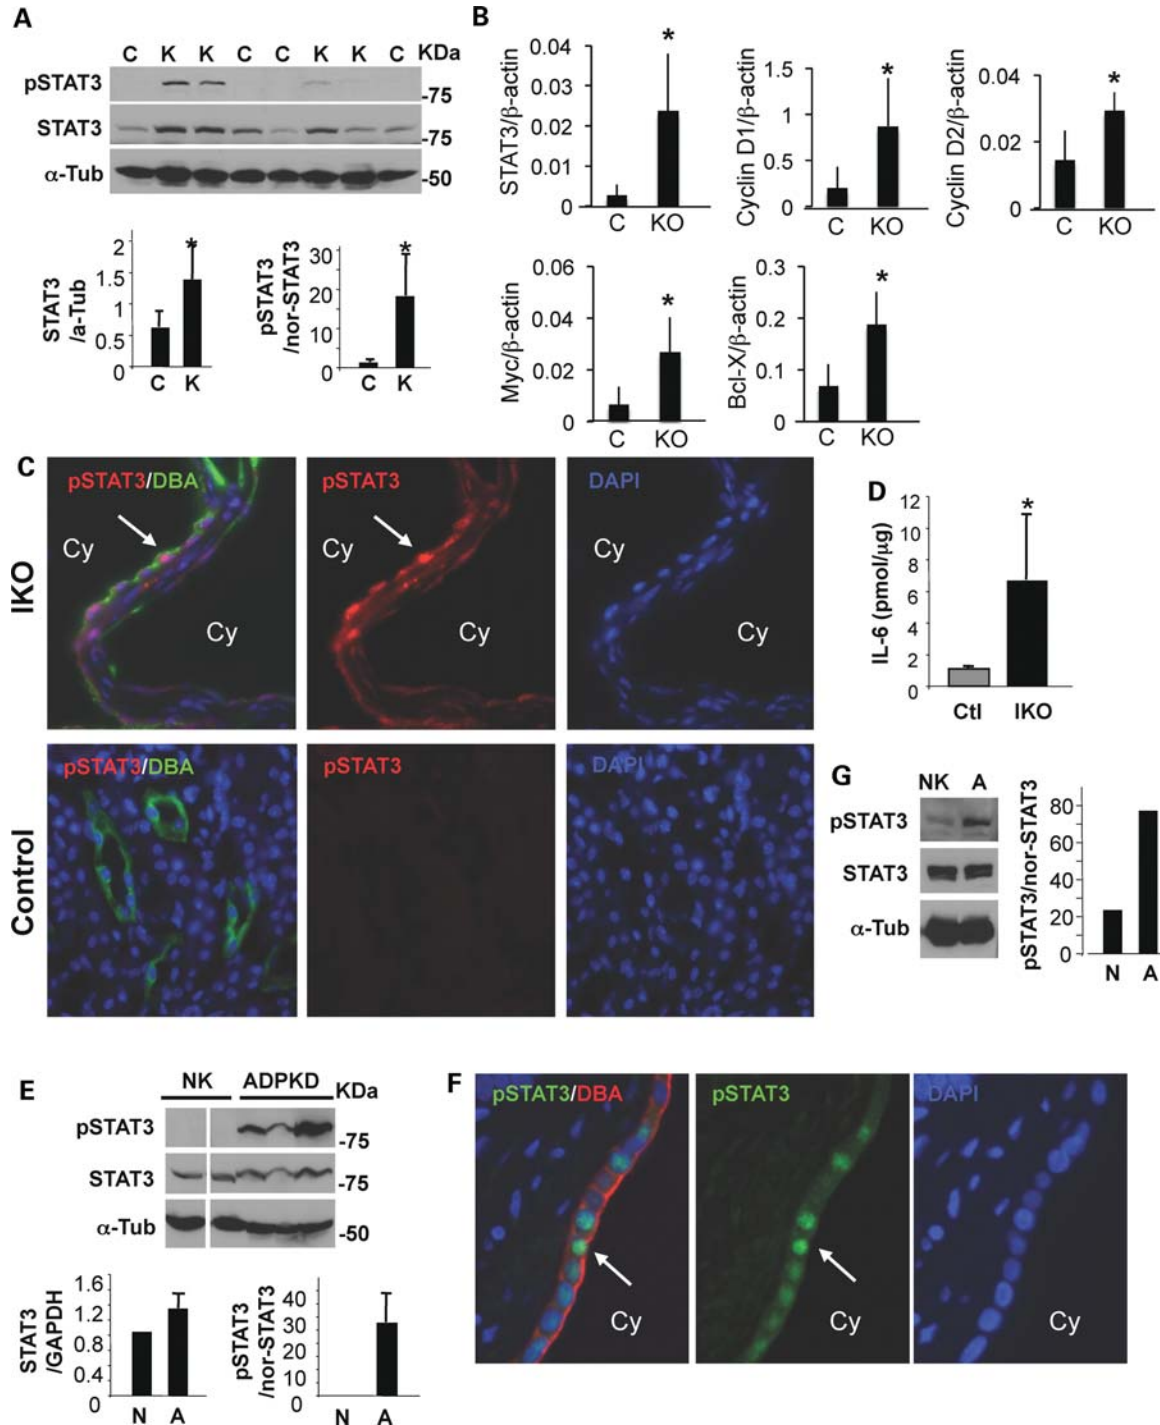 A
C K K C C K K C KDa
pSTAT3
-75
STAT3
-75
α-Tub
-50
STAT3
/a-Tub
2
1.5
1
0.5
0
*
C K
pSTAT3
/nor-STAT3
30
20
10
0
*
C K
B
STAT3/β-actin
0.04
0.03
0.02
0.01
0
*
C KO
Cyclin D1/β-actin
1.5
1
0.5
0
*
C KO
Cyclin D2/β-actin
0.04
0.02
0
*
C KO
Myc/β-actin
0.06
0.04
0.02
0
*
C KO
Bcl-X/β-actin
0.3
0.2
0.1
0
*
C KO
C
IKO
pSTAT3/DBA
Cy
Cy
pSTAT3
Cy
DAPI
Cy
Control
pSTAT3/DBA
pSTAT3
DAPI
D
IL-6 (pmol/µg)
12
10
8
6
4
2
0
*
Ctl IKO
G
NK A
pSTAT3
STAT3
α-Tub
pSTAT3/nor-STAT3
80
60
40
20
0
N A
E
NK ADPKD KDa
pSTAT3
-75
STAT3
-75
α-Tub
-50
STAT3
/GAPDH
1.6
1.2
0.8
0.4
0
N A
pSTAT3
/nor-STAT3
40
30
20
10
0
N A
F
pSTAT3/DBA
Cy
pSTAT3
Cy
DAPI
Cy